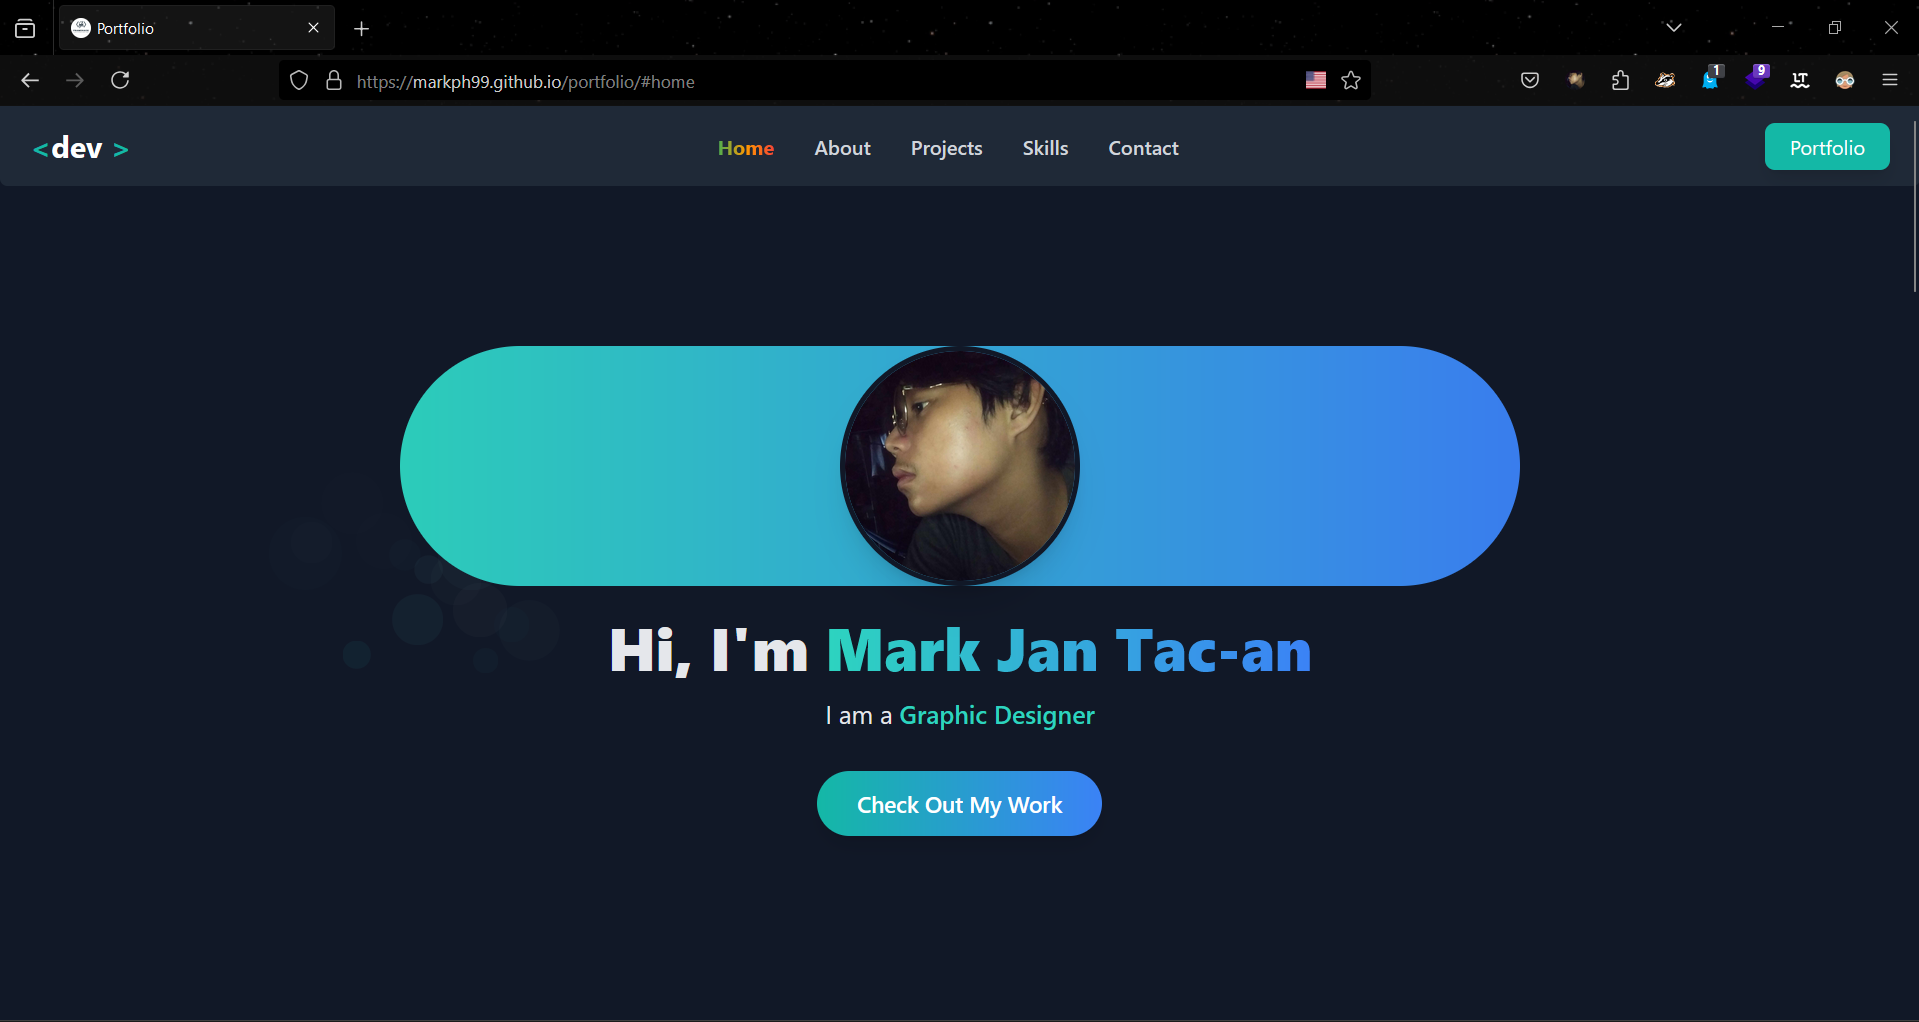 Portfolio
https://markph99.github.io/portfolio/#home
1
9
LT
<dev >
Home
About
Projects
Skills
Contact
Portfolio
Hi, I'm Mark Jan Tac-an
I am a Graphic Designer
Check Out My Work